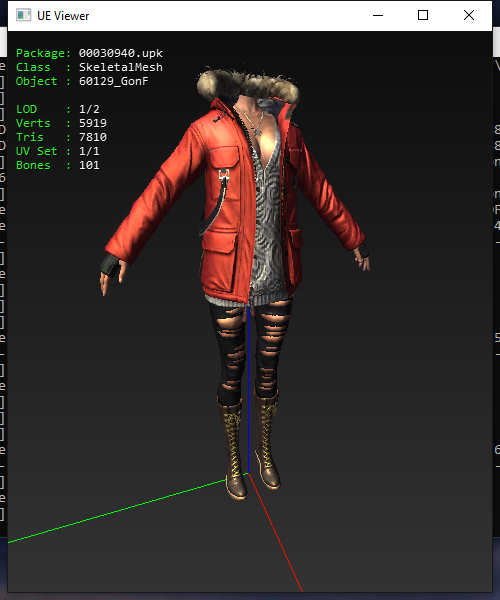 UE Viewer
Package: 00030940.upk
Class : SkeletalMesh
Object : 60129_GonF
LOD : 1/2
Verts : 5919
Tris : 7810
UV Set : 1/1
Bones : 101